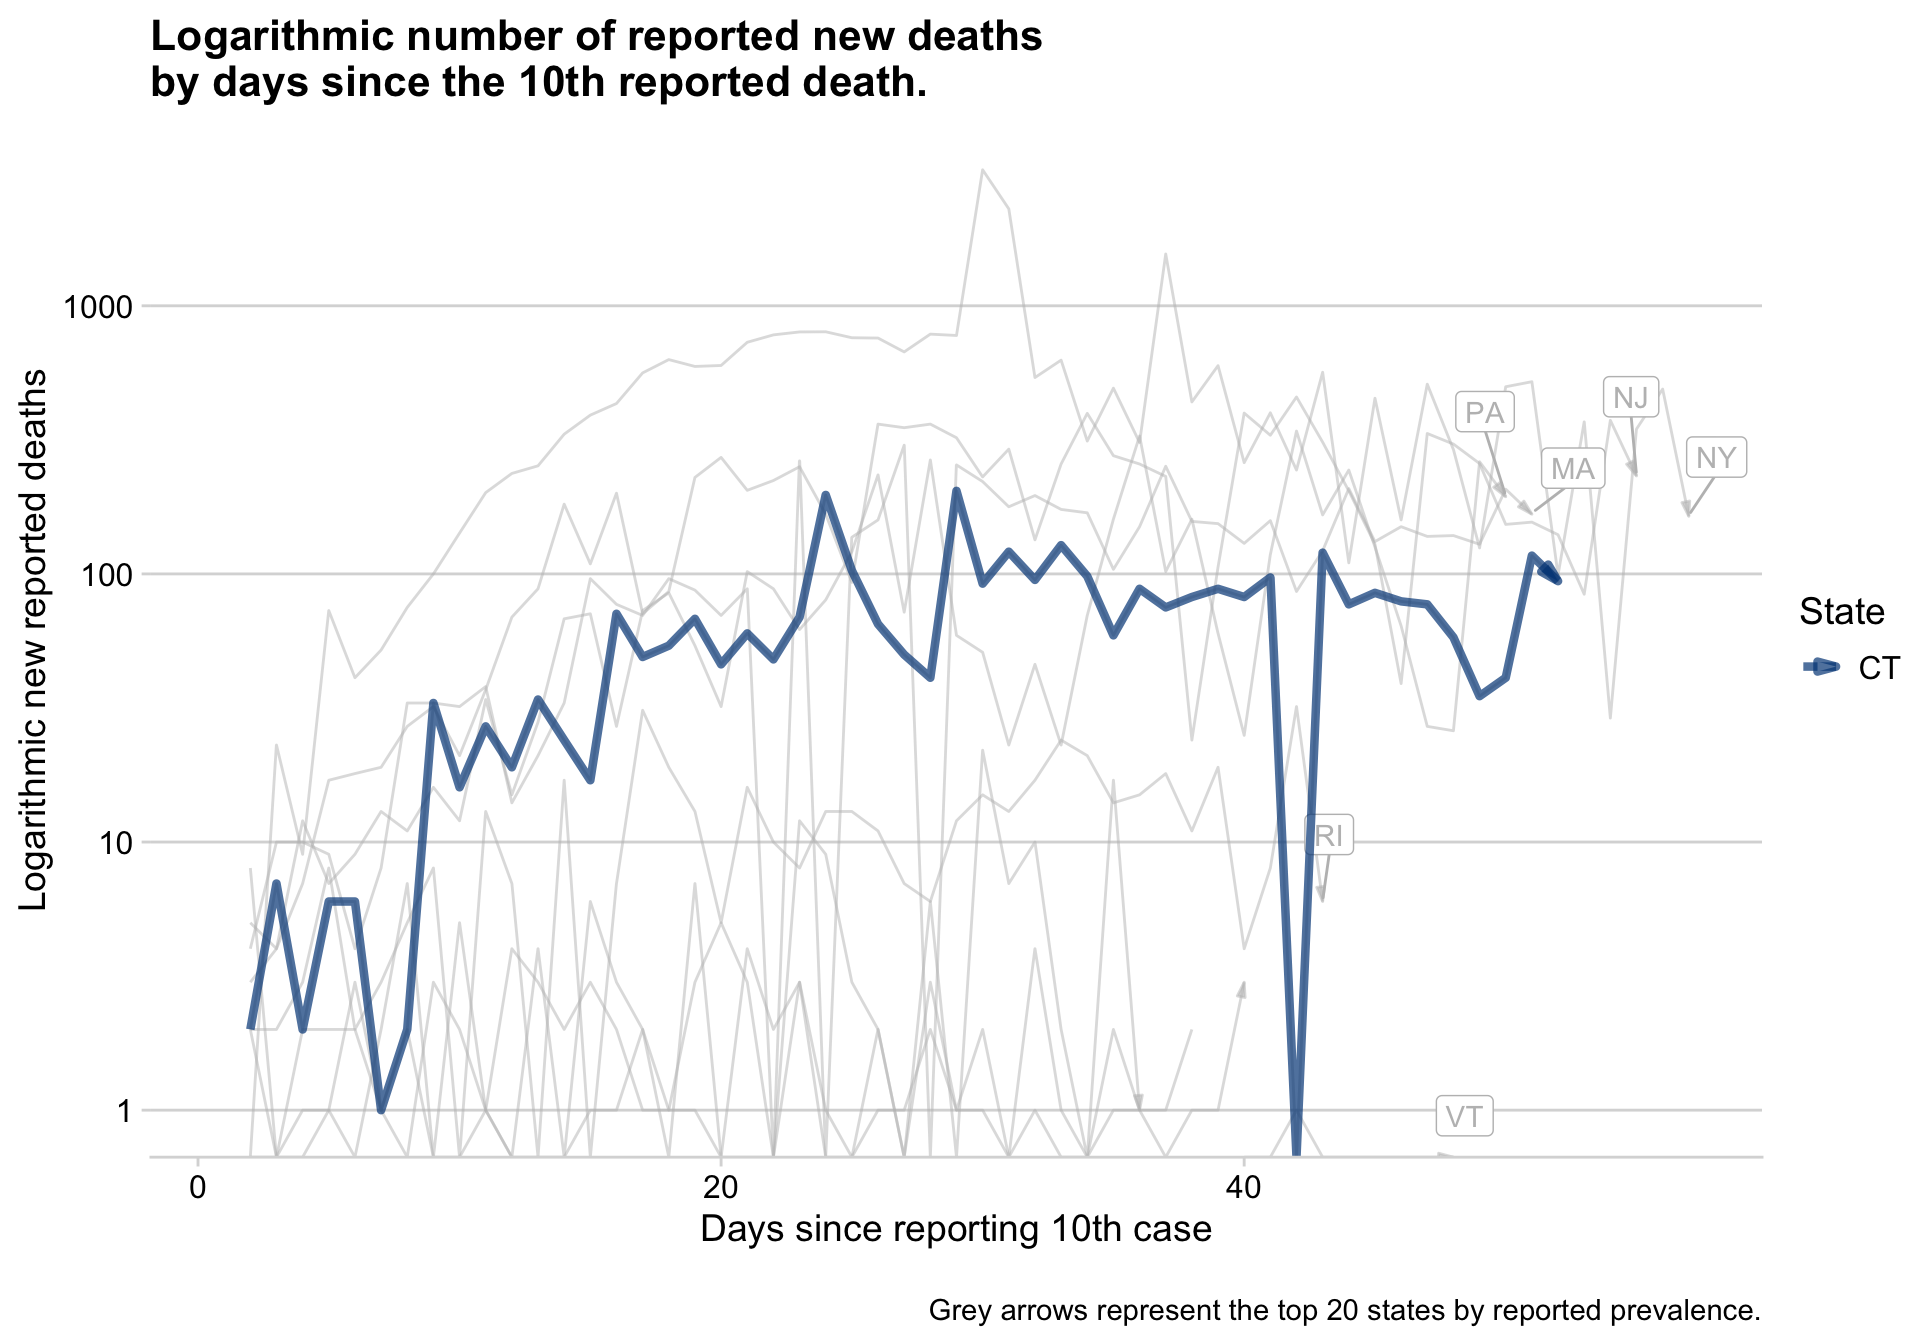 Logarithmic number of reported new deaths
by days since the 10th reported death.
Logarithmic new reported deaths
1000
100
10
1
PA
NJ
MA
NY
RI
VT
State
CT
0
20
40
Days since reporting 10th case
Grey arrows represent the top 20 states by reported prevalence.